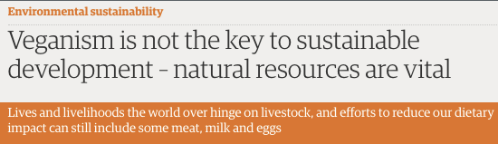 Environmental sustainability
Veganism is not the key to sustainable
development – natural resources are vital
Lives and livelihoods the world over hinge on livestock, and efforts to reduce our dietary
impact can still include some meat, milk and eggs